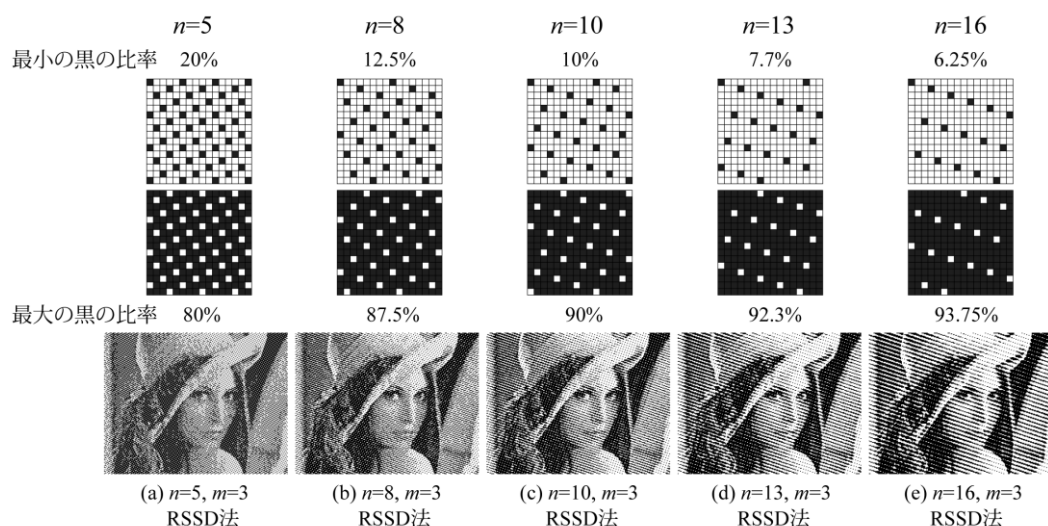 n=5 n=8 n=10 n=13 n=16
最小の黒の比率 20% 12.5% 10% 7.7% 6.25%
最大の黒の比率 80% 87.5% 90% 92.3% 93.75%
(a) n=5, m=3 (b) n=8, m=3 (c) n=10, m=3 (d) n=13, m=3 (e) n=16, m=3
RSSD法 RSSD法 RSSD法 RSSD法 RSSD法